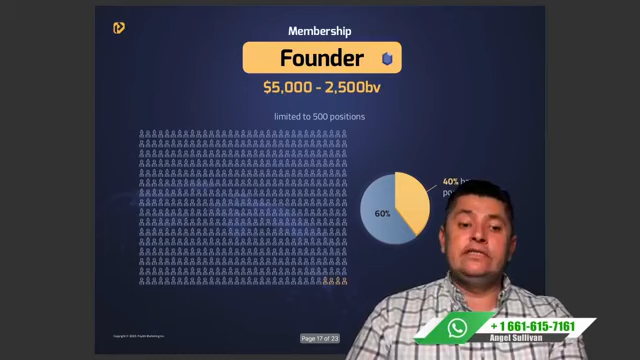 Membership
Founder
$5,000 - 2,500bv
limited to 500 positions
40%
60%
Page 17 of 23
+ 1 661-615-7161
Angel Sullivan